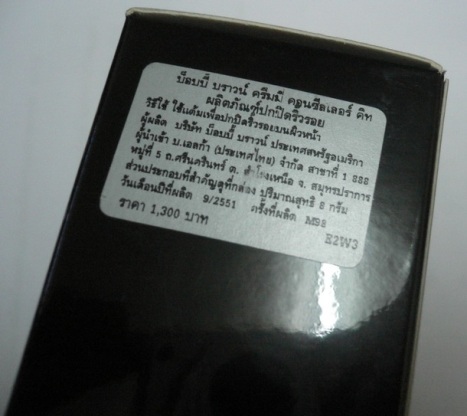 บ๊อบบี้ บราวน์ ครีมมี่ คอนซีลเลอร์ คิท
ผลิตภัณฑ์ปกปิดริ้วรอย
วิธีใช้ ใช้แต้มเพื่อปกปิดริ้วรอยบนผิวหน้า
ผู้ผลิต บริษัท บ๊อบบี้ บราวน์ ประเทศสหรัฐอเมริกา
ผู้นำเข้า บ.เอลก้า (ประเทศไทย) จำกัด สาขาที่ 1 888
หมู่ที่ 5 ถ.ศรีนครินทร์ ต. สำโรงเหนือ จ. สมุทรปราการ
ส่วนประกอบที่สำคัญดูที่กล่อง ปริมาณสุทธิ 8 กรัม
วันเดือนปีที่ผลิต 9/2551 ครั้งที่ผลิต M98
ราคา 1,300 บาท E2W3